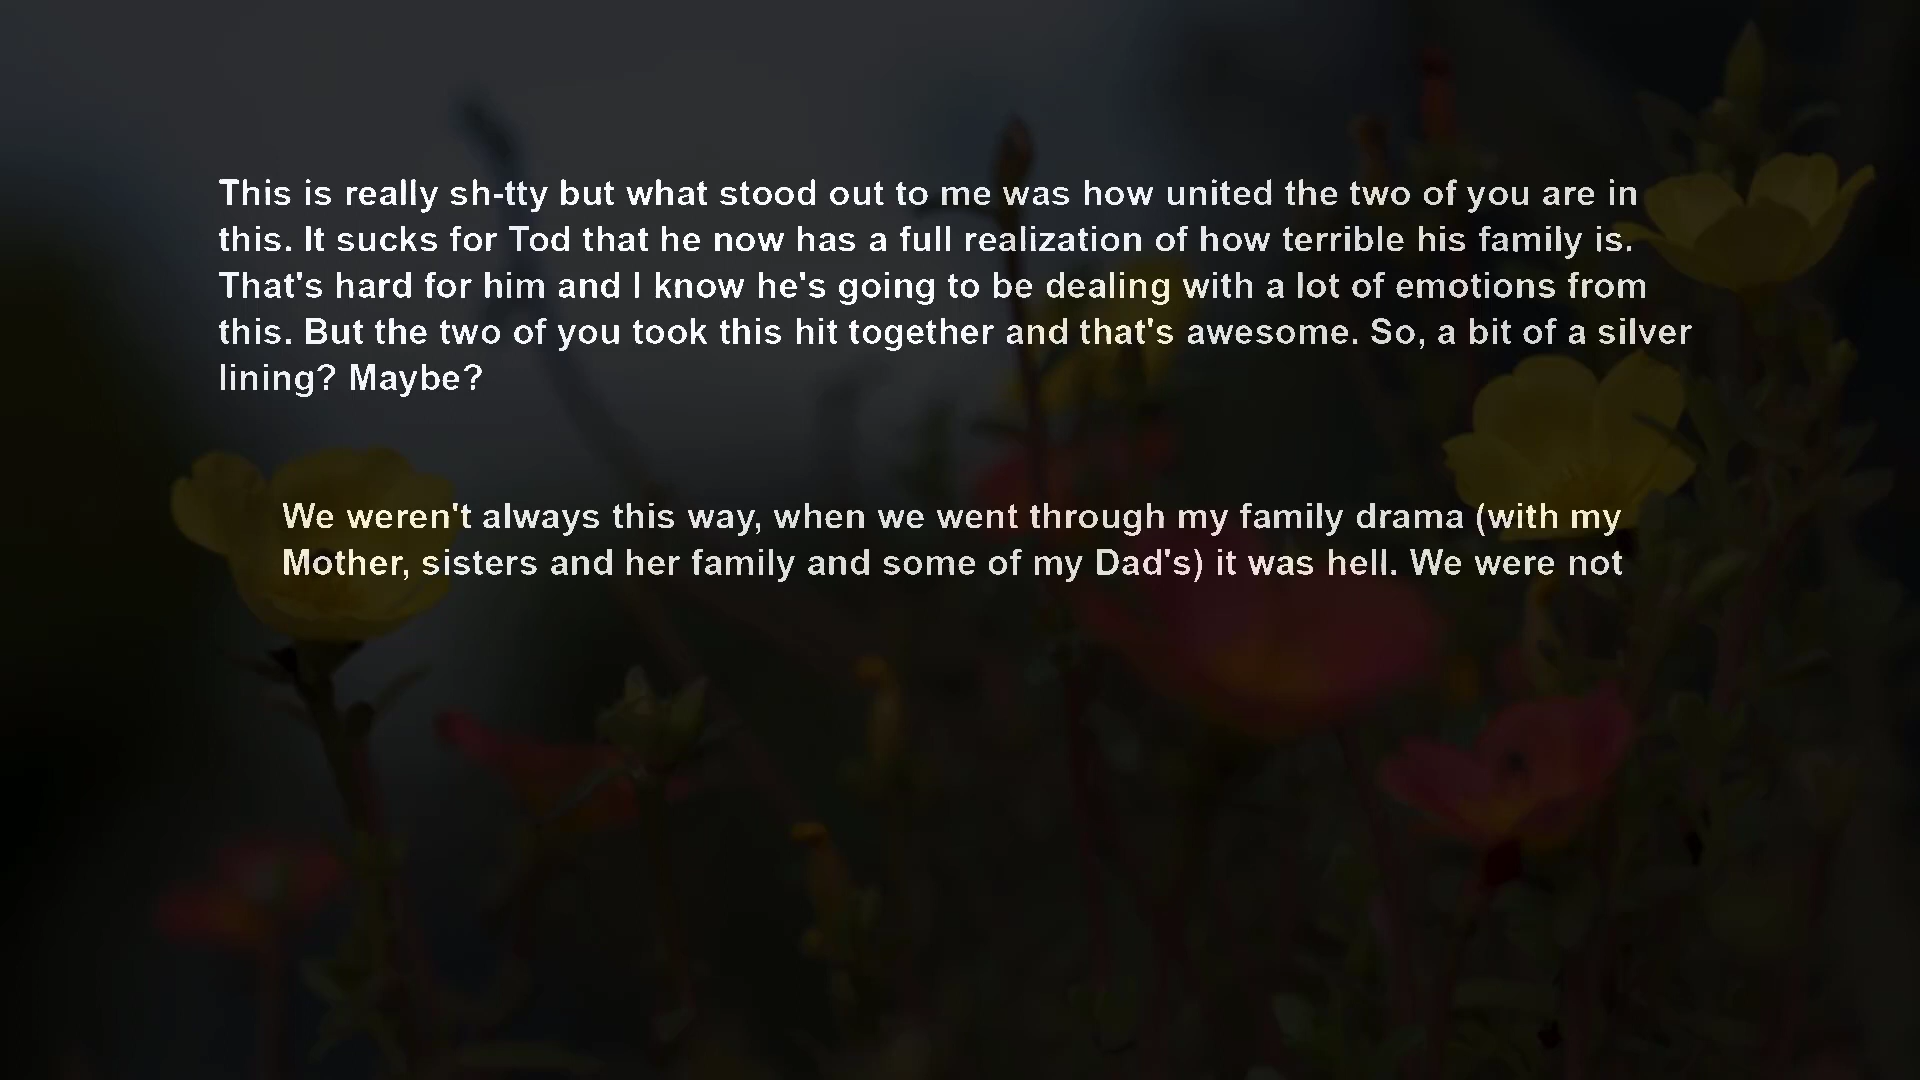 This is really sh-tty but what stood out to me was how united the two of you are in
this. It sucks for Tod that he now has a full realization of how terrible his family is.
That's hard for him and I know he's going to be dealing with a lot of emotions from
this. But the two of you took this hit together and that's awesome. So, a bit of a silver
lining? Maybe?
We weren't always this way, when we went through my family drama (with my
Mother, sisters and her family and some of my Dad's) it was hell. We were not